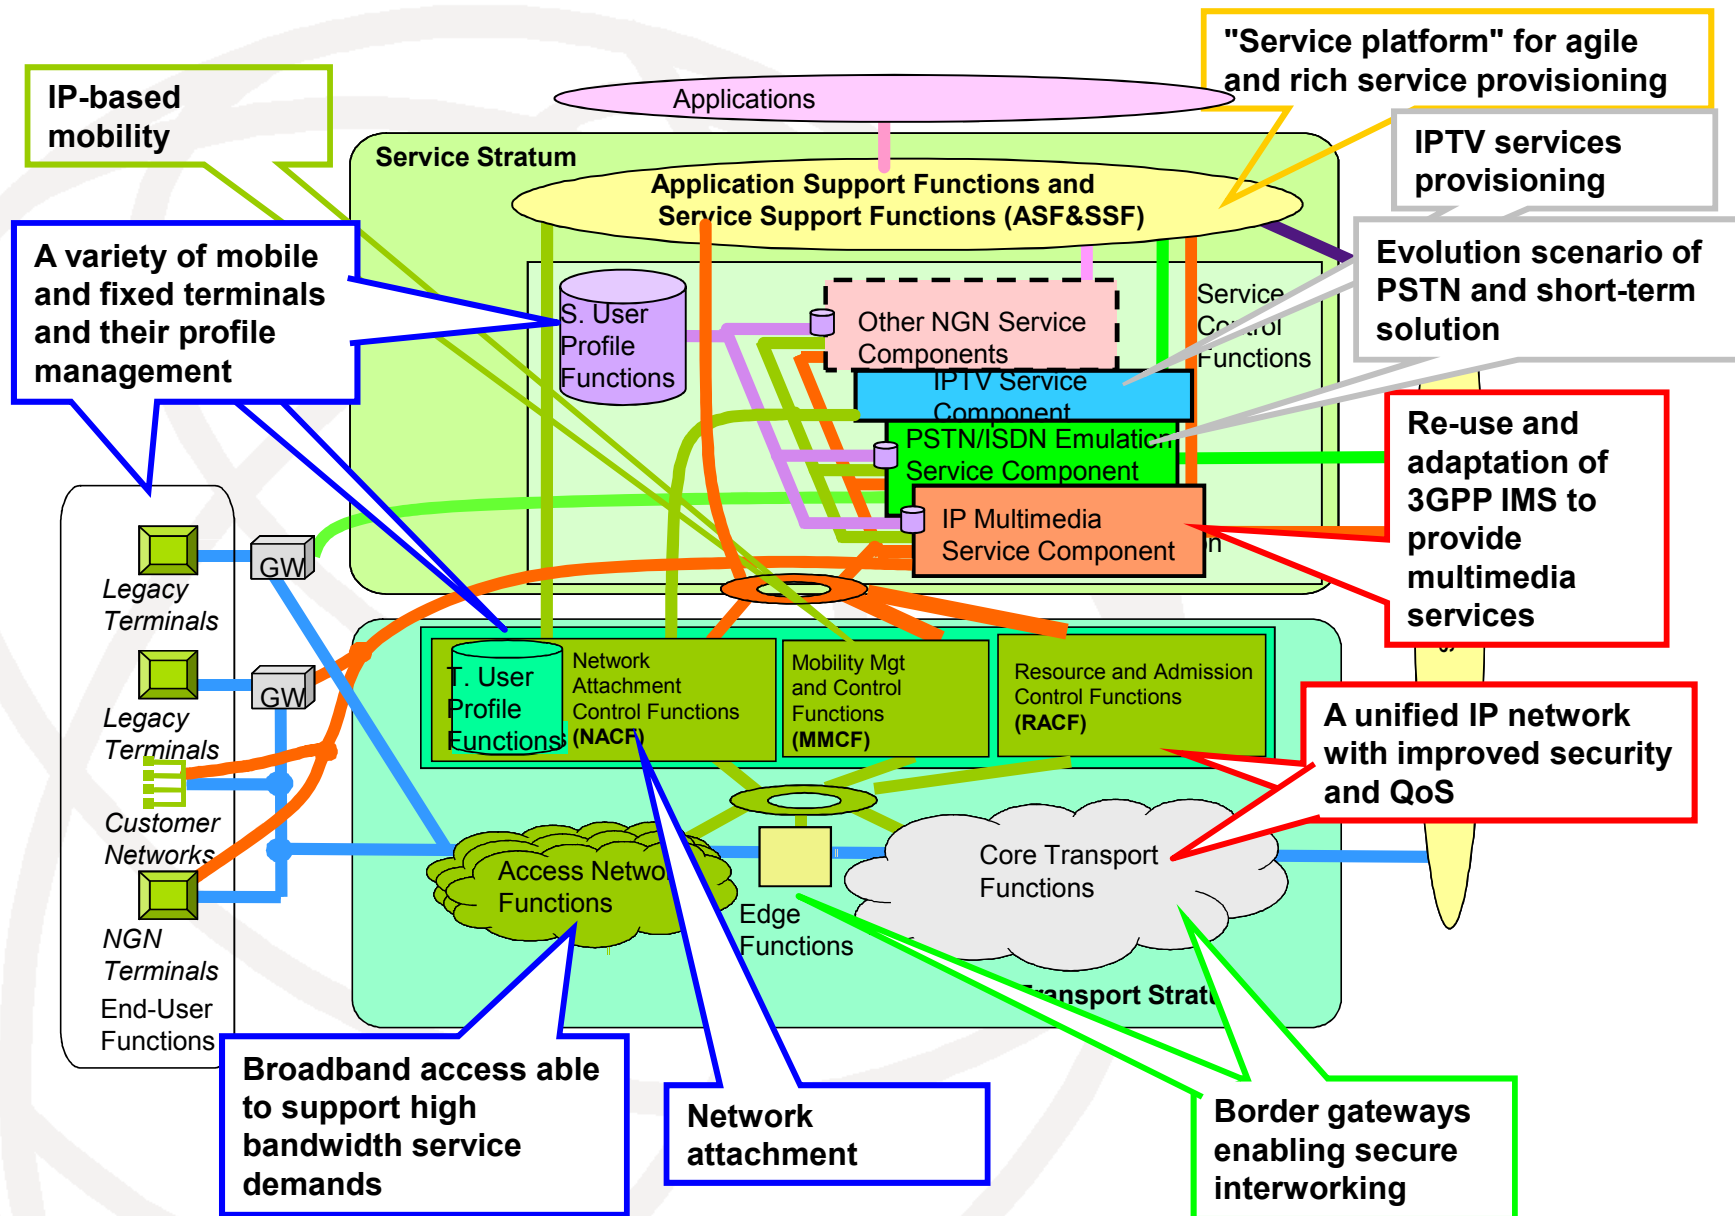 "Service platform" for agile
and rich service provisioning
IP-based
mobility
Applications
IPTV services
provisioning
Service Stratum
Application Support Functions and
Service Support Functions (ASF&SSF)
A variety of mobile
and fixed terminals
and their profile
management
Evolution scenario of
PSTN and short-term
solution
S. User
Profile
Functions
Other NGN Service
Components
Service
Control
Functions
IPTV Service
Component
PSTN/ISDN Emulation
Service Component
IP Multimedia
Service Component
Re-use and
adaptation of
3GPP IMS to
provide
multimedia
services
GW
Legacy
Terminals
GW
Legacy
Terminals
Customer
Networks
NGN
Terminals
End-User
Functions
T. User
Profile
Functions
Network
Attachment
Control Functions
(NACF)
Mobility Mgt
and Control
Functions
(MMCF)
Resource and Admission
Control Functions
(RACF)
A unified IP network
with improved security
and QoS
Access Network
Functions
Edge
Functions
Core Transport
Functions
Transport Stratu
Broadband access able
to support high
bandwidth service
demands
Network
attachment
Border gateways
enabling secure
interworking